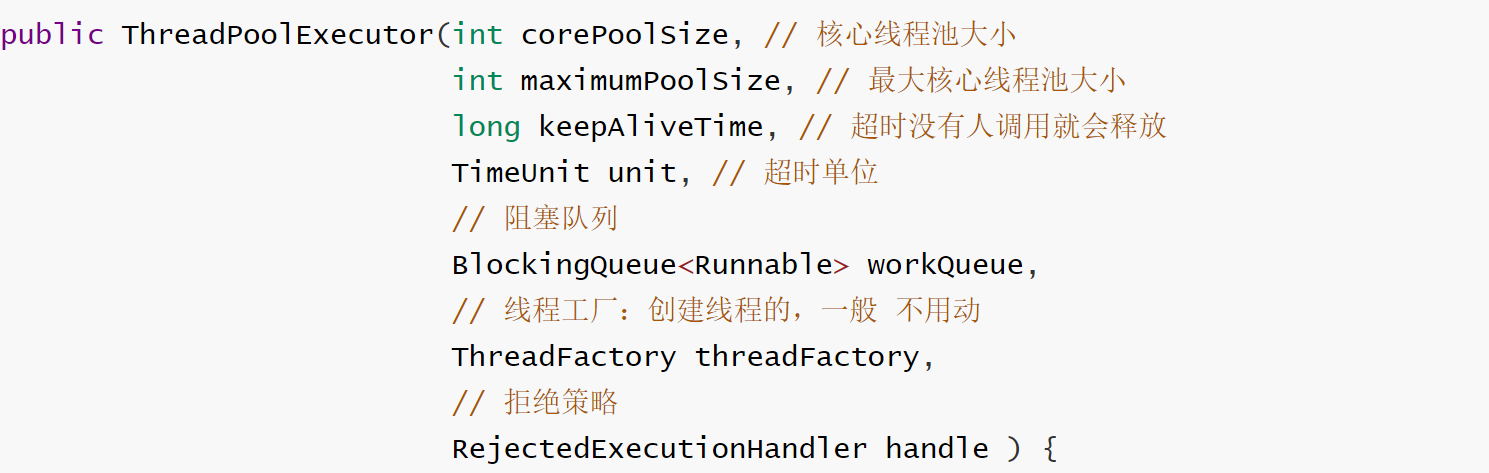 public ThreadPoolExecutor(int corePoolSize, // 核心线程池大小
int maximumPoolSize, // 最大核心线程池大小
long keepAliveTime, // 超时没有人调用就会释放
TimeUnit unit, // 超时单位
// 阻塞队列
BlockingQueue<Runnable> workQueue,
// 线程工厂：创建线程的，一般 不用动
ThreadFactory threadFactory,
// 拒绝策略
RejectedExecutionHandler handle ) {